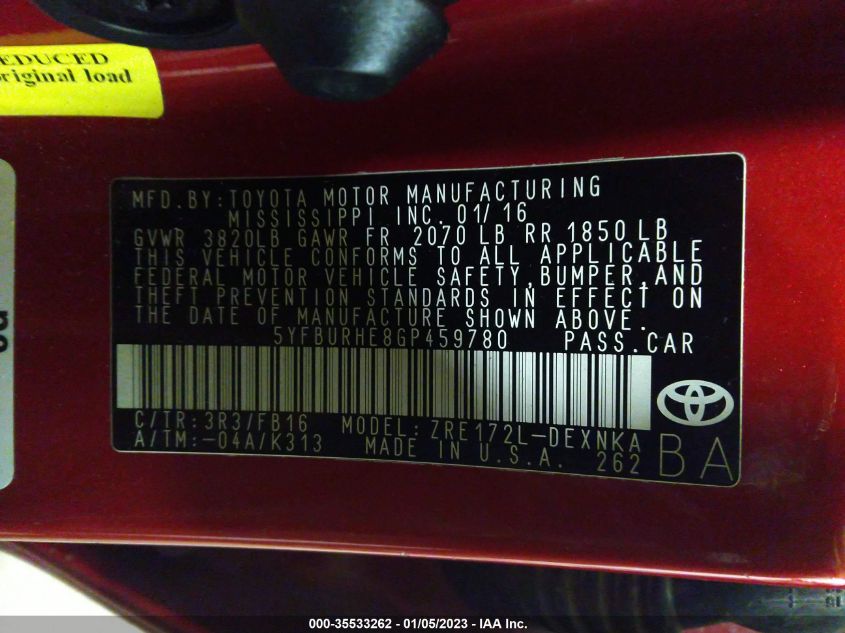 EDUCED
original load
MFD.BY:TOYOTA MOTOR MANUFACTURING
MISSISSIPPI INC. 01/16
GVWR 3820LB GAWR FR 2070 LB RR 1850 LB
THIS VEHICLE CONFORMS TO ALL APPLICABLE
FEDERAL MOTOR VEHICLE SAFETY,BUMPER,AND
THEFT PREVENTION STANDARDS IN EFFECT ON
THE DATE OF MANUFACTURE SHOWN ABOVE.
5YFBURHE8GP459780 PASS.CAR
C/TR:3R3/FB16 MODEL:ZRE172L-DEXNKA
A/TM:-04A/K313 MADE IN U.S.A. 262
BA
000-35533262 - 01/05/2023 - IAA Inc.